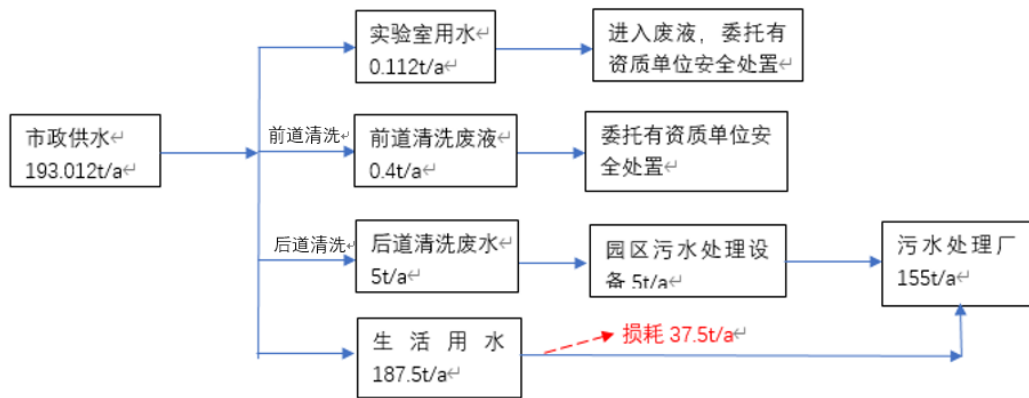 实验室用水
0.112t/a
进入废液，委托有
资质单位安全处置
市政供水
193.012t/a
前道清洗
前道清洗废液
0.4t/a
委托有资质单位安
全处置
后道清洗
后道清洗废水
5t/a
园区污水处理设
备 5t/a
污水处理厂
155t/a
生活用水
187.5t/a
损耗 37.5t/a